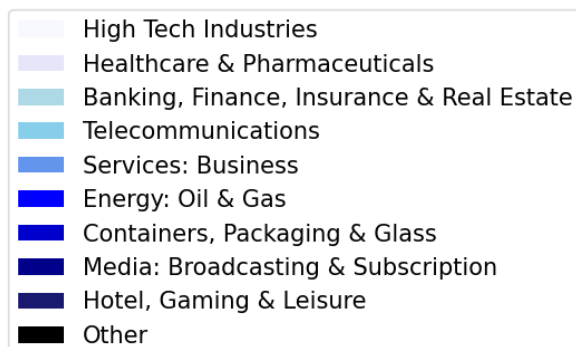 High Tech Industries
Healthcare & Pharmaceuticals
Banking, Finance, Insurance & Real Estate
Telecommunications
Services: Business
Energy: Oil & Gas
Containers, Packaging & Glass
Media: Broadcasting & Subscription
Hotel, Gaming & Leisure
Other